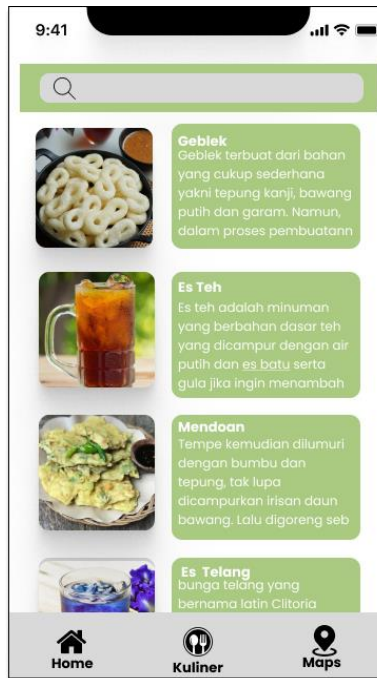 9:41
Geblek
Geblek terbuat dari bahan
yang cukup sederhana
yakni tepung kanji, bawang
putih dan garam. Namun,
dalam proses pembuatann
Es Teh
Es teh adalah minuman
yang berbahan dasar teh
yang dicampur dengan air
putih dan es batu serta
gula jika ingin menambah
Mendoan
Tempe kemudian dilumuri
dengan bumbu dan
tepung, tak lupa
dicampurkan irisan daun
bawang. Lalu digoreng seb
Es Telang
bunga telang yang
bernama latin Clitoria
Home
Kuliner
Maps